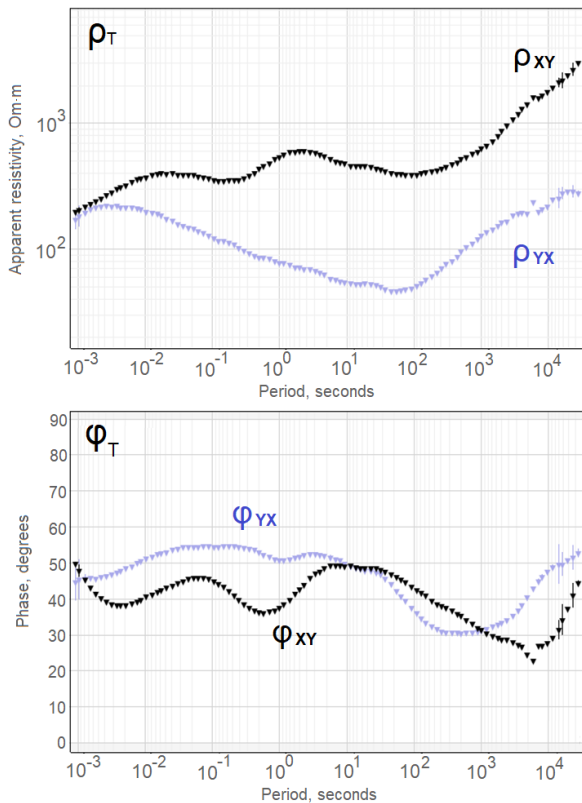 ρT
ρXY
10³
10²
ρYX
Apparent resistivity, Om·m
10⁻³ 10⁻² 10⁻¹ 10⁰ 10¹ 10² 10³ 10⁴
Period, seconds
90
φT
80
70
60
φYX
50
40
φXY
30
20
10
0
Phase, degrees
10⁻³ 10⁻² 10⁻¹ 10⁰ 10¹ 10² 10³ 10⁴
Period, seconds